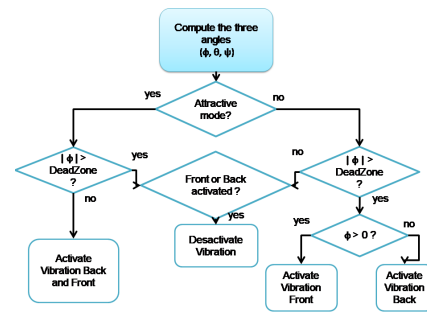 Compute the three
angles
(ϕ, θ, ψ)
yes
no
Attractive
mode?
| ϕ | >
DeadZone
?
yes
no
Front or Back
activated ?
no
| ϕ | >
DeadZone
?
yes
yes
Desactivate
Vibration
yes
ϕ > 0 ?
no
Activate
Vibration Back
and Front
Activate
Vibration
Front
Activate
Vibration
Back